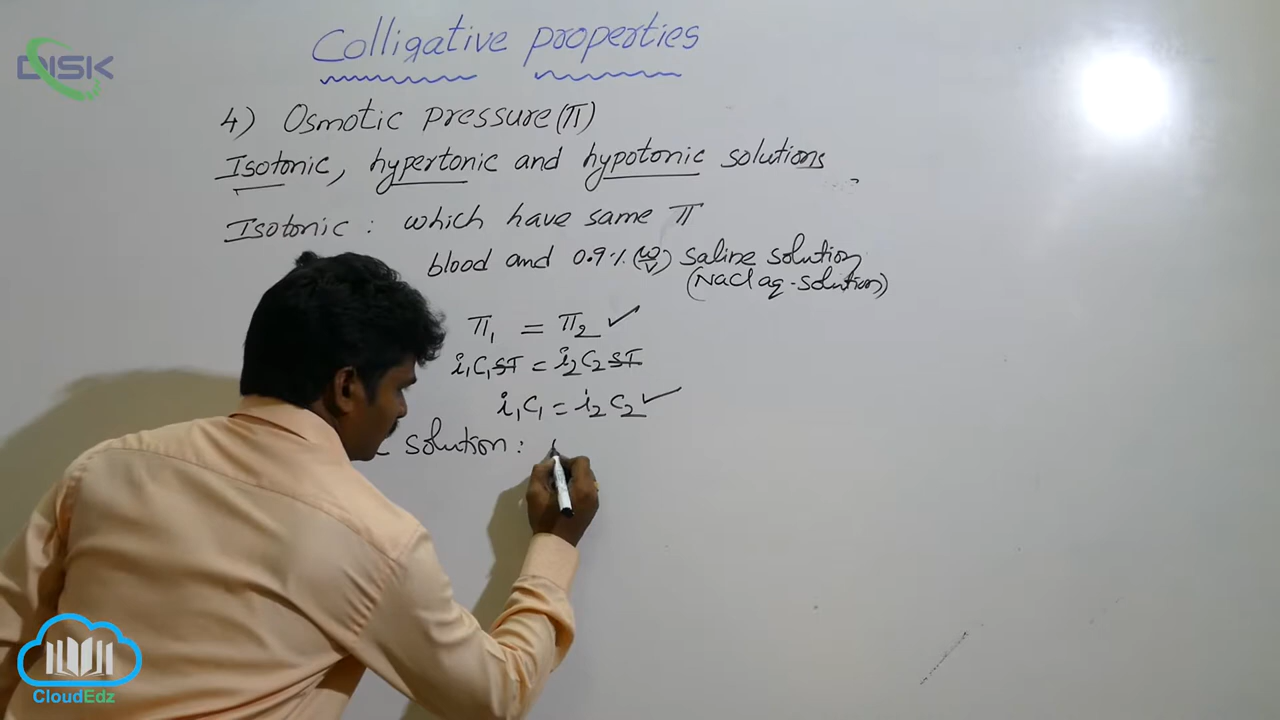 DISK
Colligative properties
4) Osmotic Pressure (π)
Isotonic, hypertonic and hypotonic solutions
Isotonic : which have same π
blood and 0.9% (w/v) saline solution
(NaCl aq. solution)
π₁ = π₂ ✓
i₁C₁ST = i₂C₂ST
i₁C₁ = i₂C₂ ✓
solution :
CloudEdz